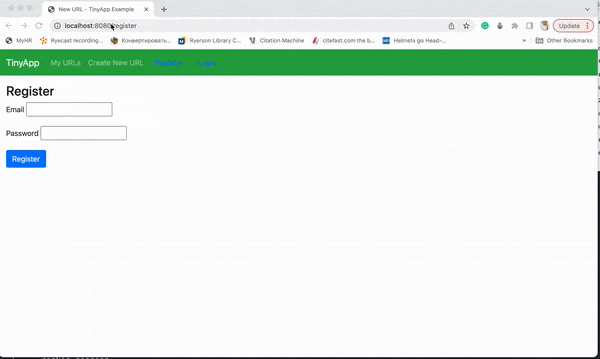 New URL - TinyApp Example
localhost:8080/register
Update
MyHR Ryecast recording... Конвертировать... Ryerson Library C... Citation Machine citefast.com the b... Helmets go Head-... » Other Bookmarks
TinyApp My URLs Create New URL Register Login
Register
Email
Password
Register